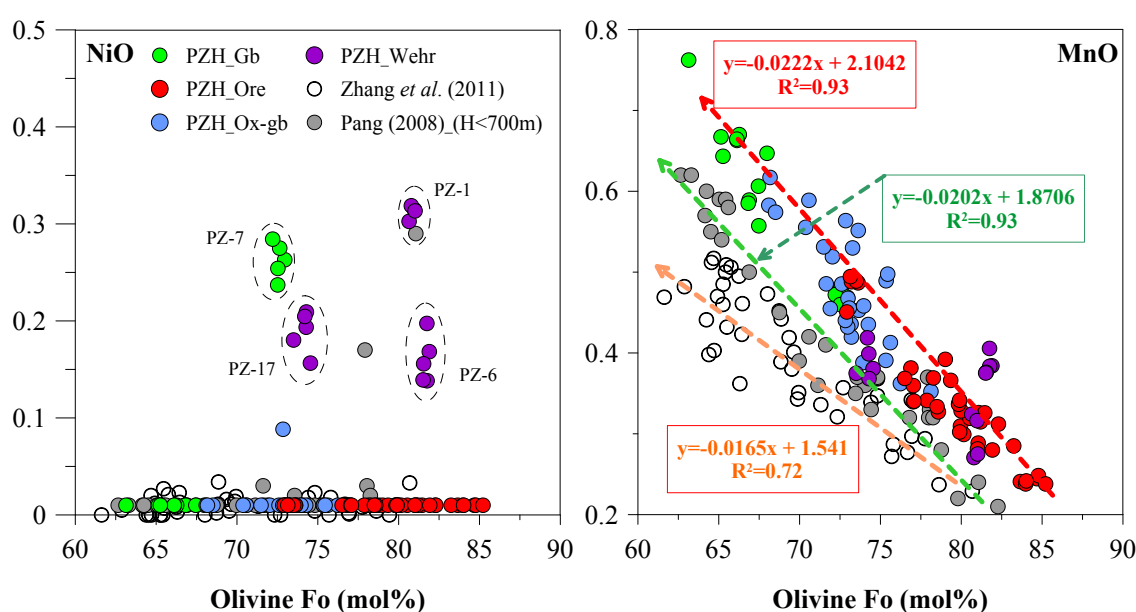 0.5
0.4
0.3
0.2
0.1
0
NiO
PZH_Gb
PZH_Ore
PZH_Ox-gb
PZH_Wehr
Zhang et al. (2011)
Pang (2008)_(H<700m)
PZ-1
PZ-7
PZ-17
PZ-6
60 65 70 75 80 85 90
Olivine Fo (mol%)
0.8
0.6
0.4
0.2
MnO
y=-0.0222x + 2.1042
R²=0.93
y=-0.0202x + 1.8706
R²=0.93
y=-0.0165x + 1.541
R²=0.72
60 65 70 75 80 85 90
Olivine Fo (mol%)